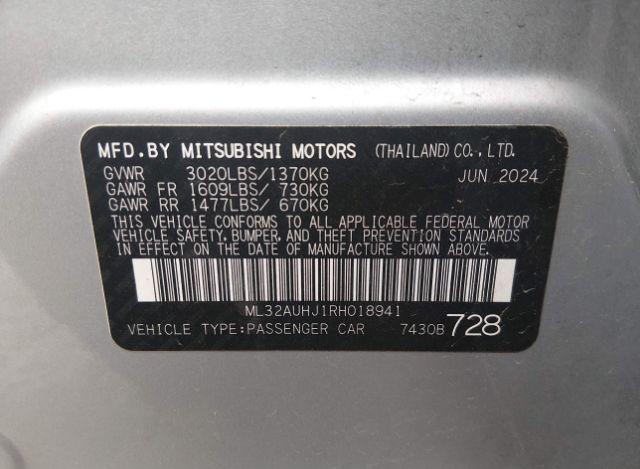 MFD.BY MITSUBISHI MOTORS (THAILAND)CO.,LTD.
GVWR 3020LBS/1370KG JUN 2024
GAWR FR 1609LBS/ 730KG
GAWR RR 1477LBS/ 670KG
THIS VEHICLE CONFORMS TO ALL APPLICABLE FEDERAL MOTOR
VEHICLE SAFETY, BUMPER, AND THEFT PREVENTION STANDARDS
IN EFFECT ON THE DATE OF MANUFACTURE SHOWN ABOVE.
ML32AUHJ1RH018941
VEHICLE TYPE:PASSENGER CAR 7430B 728